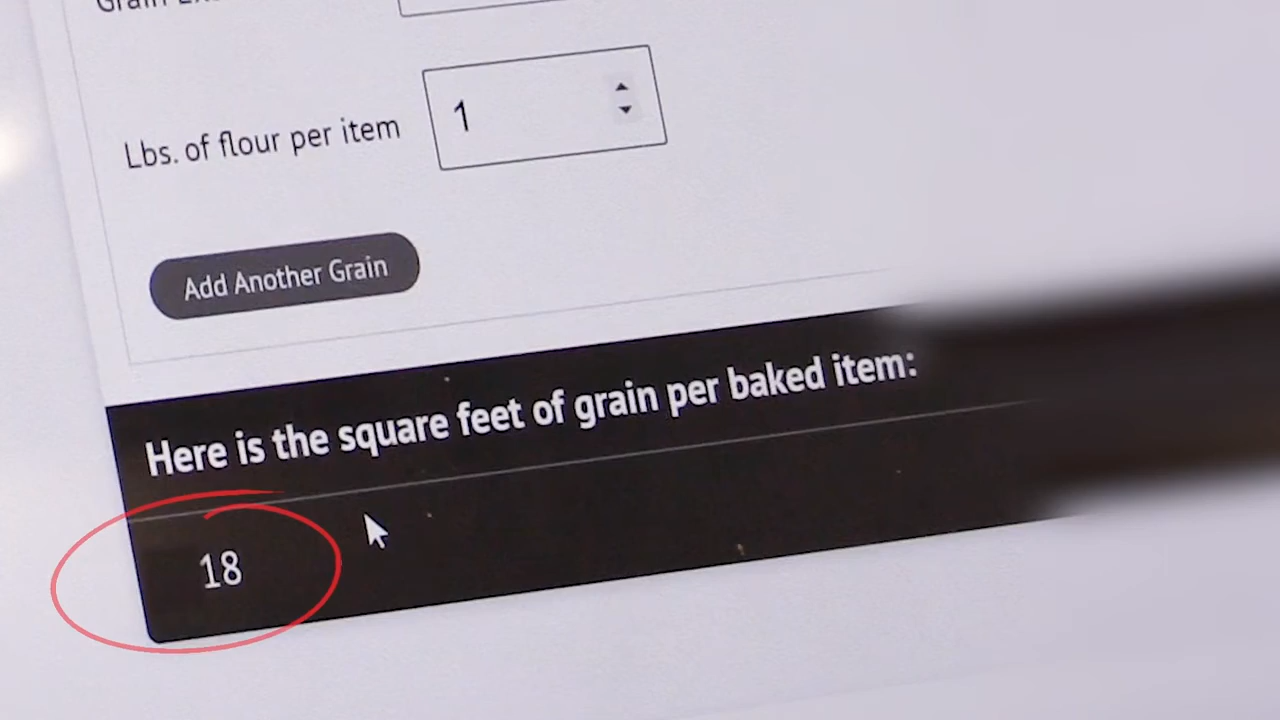 Lbs. of flour per item
1
Add Another Grain
Here is the square feet of grain per baked item:
18